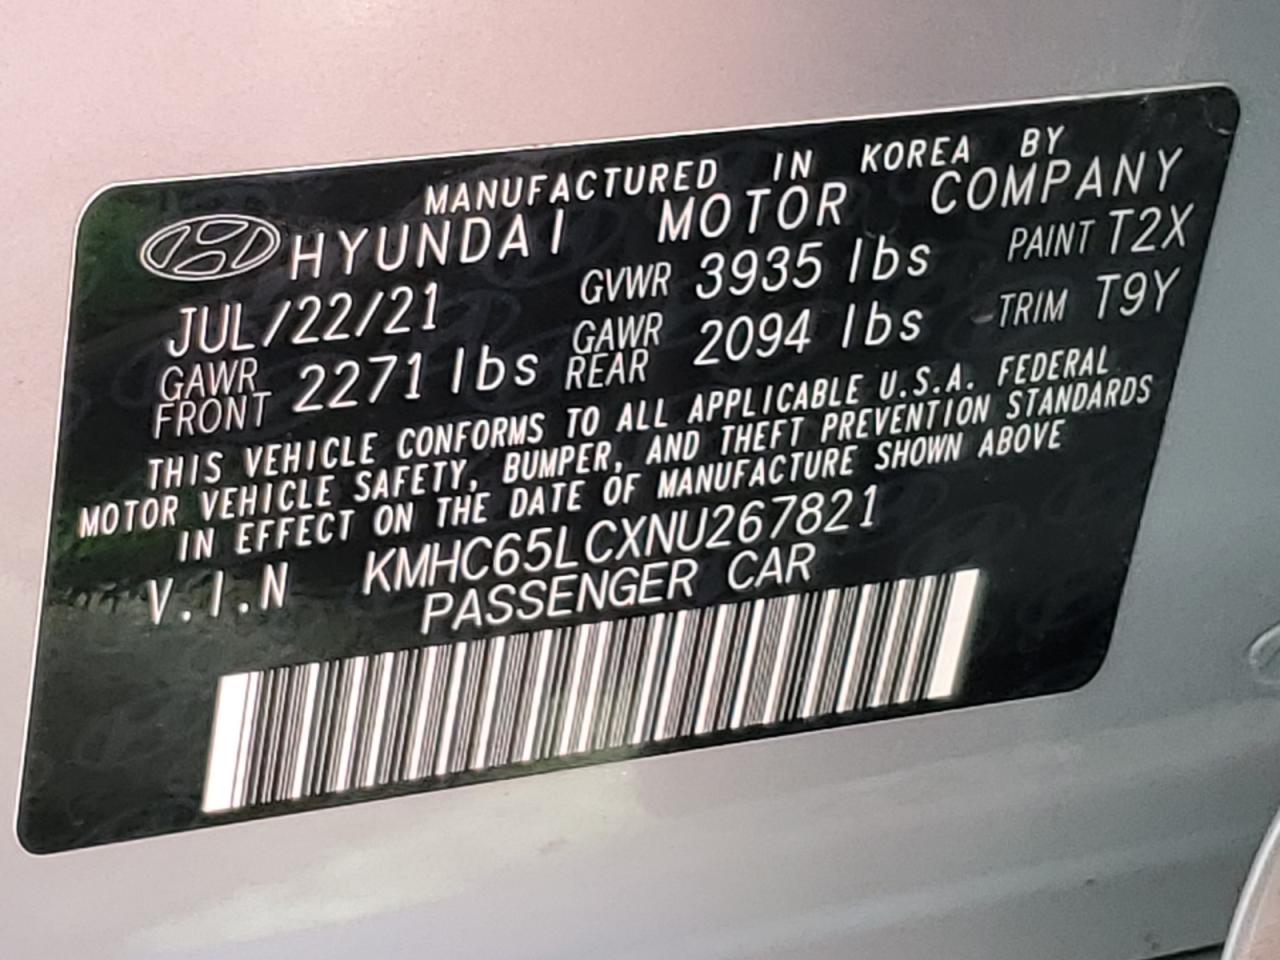 MANUFACTURED IN KOREA BY
HYUNDAI MOTOR COMPANY
JUL/22/21 GVWR 3935 lbs PAINT T2X
GAWR FRONT 2271 lbs GAWR REAR 2094 lbs TRIM T9Y
THIS VEHICLE CONFORMS TO ALL APPLICABLE U.S.A. FEDERAL
MOTOR VEHICLE SAFETY, BUMPER, AND THEFT PREVENTION STANDARDS
IN EFFECT ON THE DATE OF MANUFACTURE SHOWN ABOVE
V.I.N KMHC65LCXNU267821
PASSENGER CAR